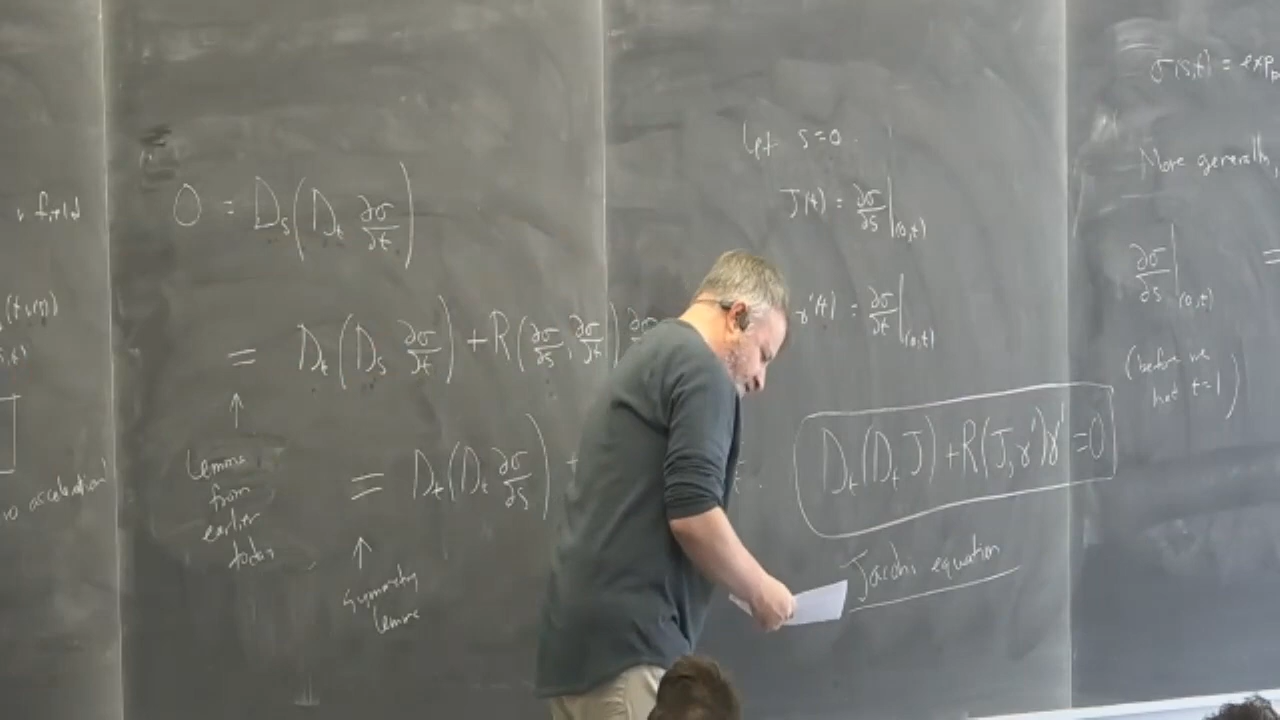 field
0 = D_s(D_t ∂σ/∂t)
= D_t(D_s ∂σ/∂t) + R(∂σ/∂s, ∂σ/∂t) ∂σ
↑
lemma
from
earlier
today
= D_t(D_t ∂σ/∂s) +
↑
symmetry
lemma
no acceleration!
Let s=0.
J(t) = ∂σ/∂s|(0,t)
γ'(t) = ∂σ/∂t|(0,t)
D_t(D_t J) + R(J,γ')γ' = 0
Jacobi equation
σ(s,t) = exp_p
More generally,
∂σ/∂s|(0,t) =
(before we
had t=1)